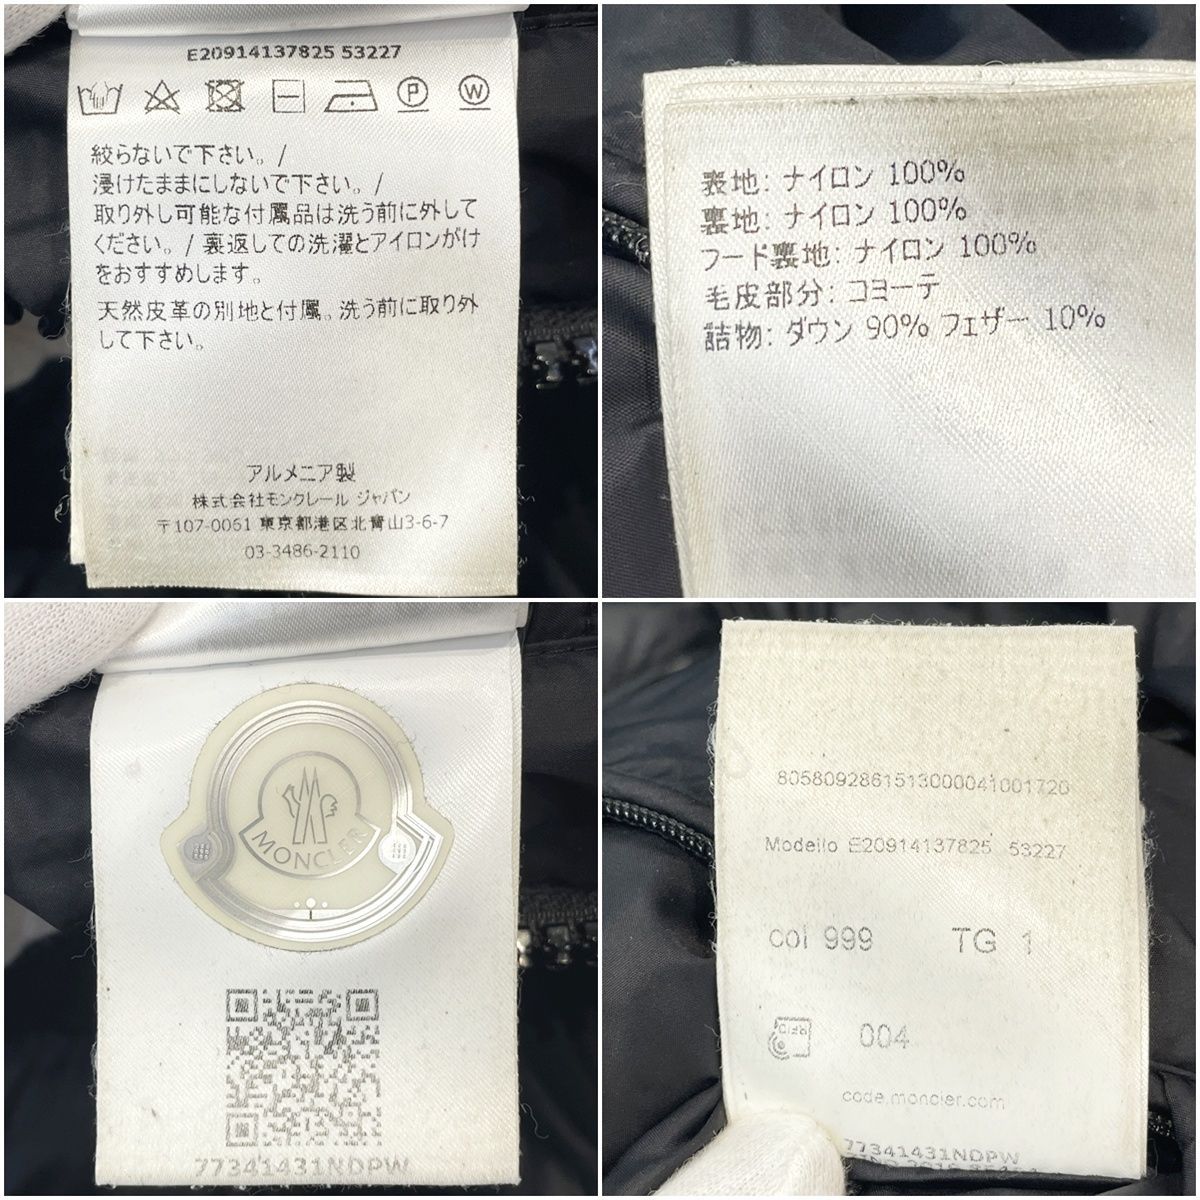 E20914137825 53227
P W
絞らないで下さい。/
浸けたままにしないで下さい。/
取り外し可能な付属品は洗う前に外して
ください。/ 裏返しての洗濯とアイロンがけ
をおすすめします。
天然皮革の別地と付属。洗う前に取り外
して下さい。
アルメニア製
株式会社モンクレール ジャパン
〒107-0061 東京都港区北青山3-6-7
03-3486-2110
表地: ナイロン 100%
裏地: ナイロン 100%
フード裏地: ナイロン 100%
毛皮部分: コヨーテ
詰物: ダウン 90% フェザー 10%
MONCLER
77341431NDPW
8058092861513000041001720
Modello E20914137825 53227
col 999 TG 1
RFID 004
code.moncler.com
77341431NDPW